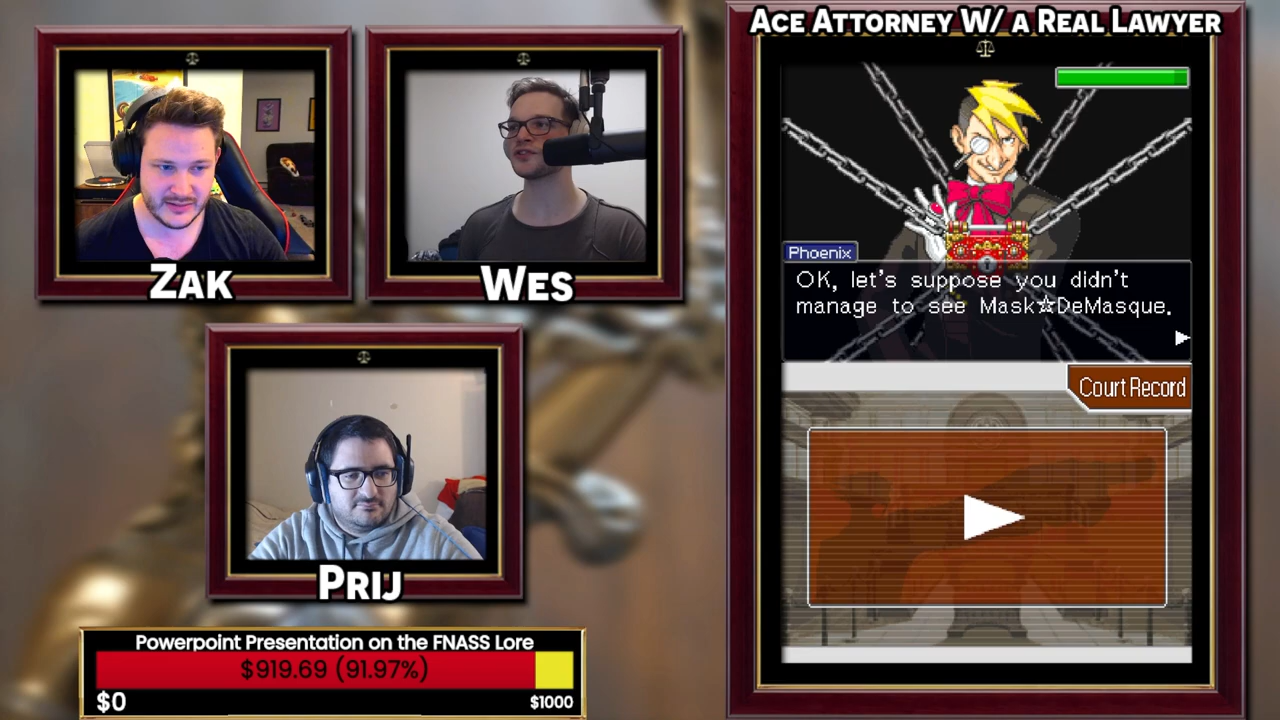 Ace Attorney W/ a Real Lawyer
Zak
Wes
Prij
Phoenix
OK, let's suppose you didn't
manage to see Mask☆DeMasque.
Court Record
Powerpoint Presentation on the FNASS Lore
$919.69 (91.97%)
$0
$1000